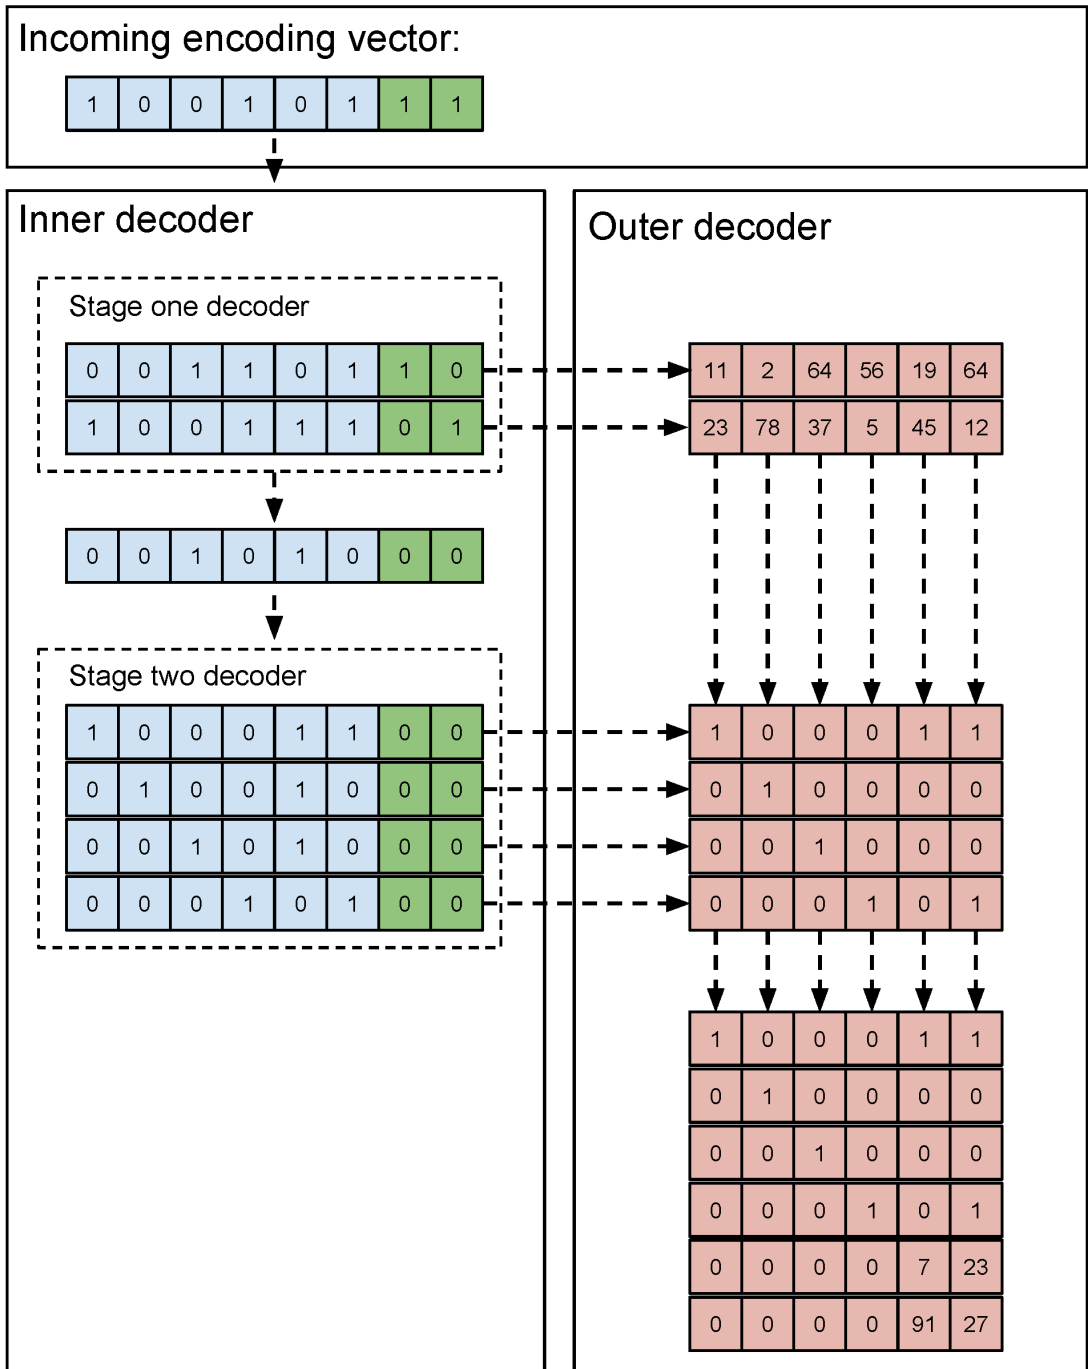 Incoming encoding vector:
1 0 0 1 0 1 1 1
Inner decoder
Stage one decoder
0 0 1 1 0 1 1 0
1 0 0 1 1 1 0 1
0 0 1 0 1 0 0 0
Stage two decoder
1 0 0 0 1 1 0 0
0 1 0 0 1 0 0 0
0 0 1 0 1 0 0 0
0 0 0 1 0 1 0 0
Outer decoder
11 2 64 56 19 64
23 78 37 5 45 12
1 0 0 0 1 1
0 1 0 0 0 0
0 0 1 0 0 0
0 0 0 1 0 1
1 0 0 0 1 1
0 1 0 0 0 0
0 0 1 0 0 0
0 0 0 1 0 1
0 0 0 0 7 23
0 0 0 0 91 27